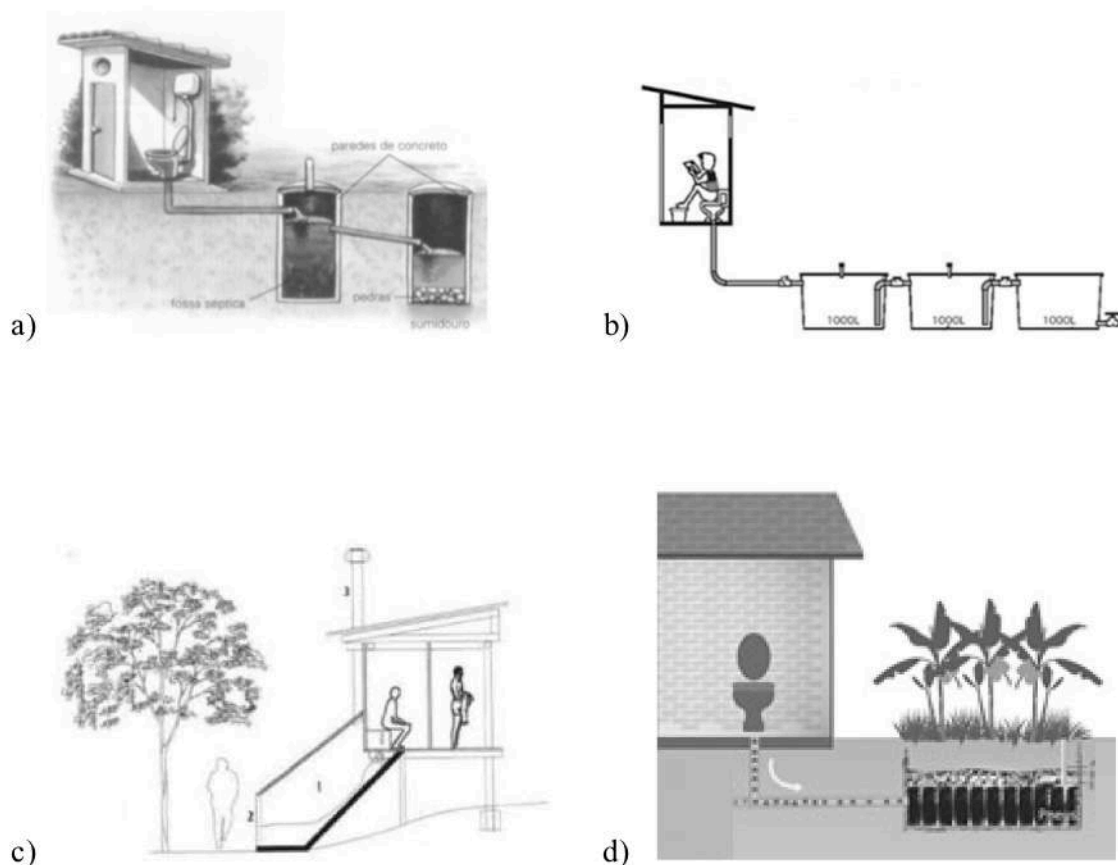 paredes de concreto
fossa séptica
pedras
sumidouro
a)
1000L
1000L
1000L
b)
3
1
2
c)
d)